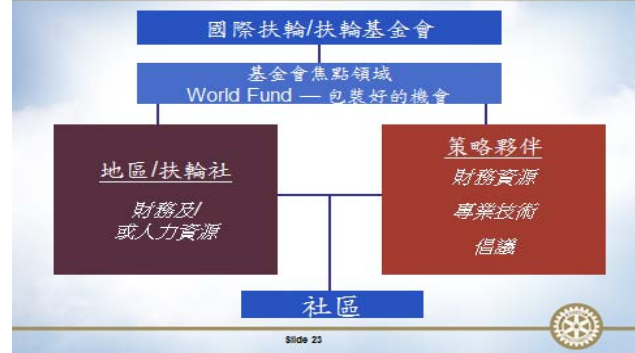 國際扶輪/扶輪基金會
基金會焦點領域
World Fund — 包裝好的機會
地區/扶輪社
財務及/
或人力資源
策略夥伴
財務資源
專業技術
倡議
社區
Slide 23